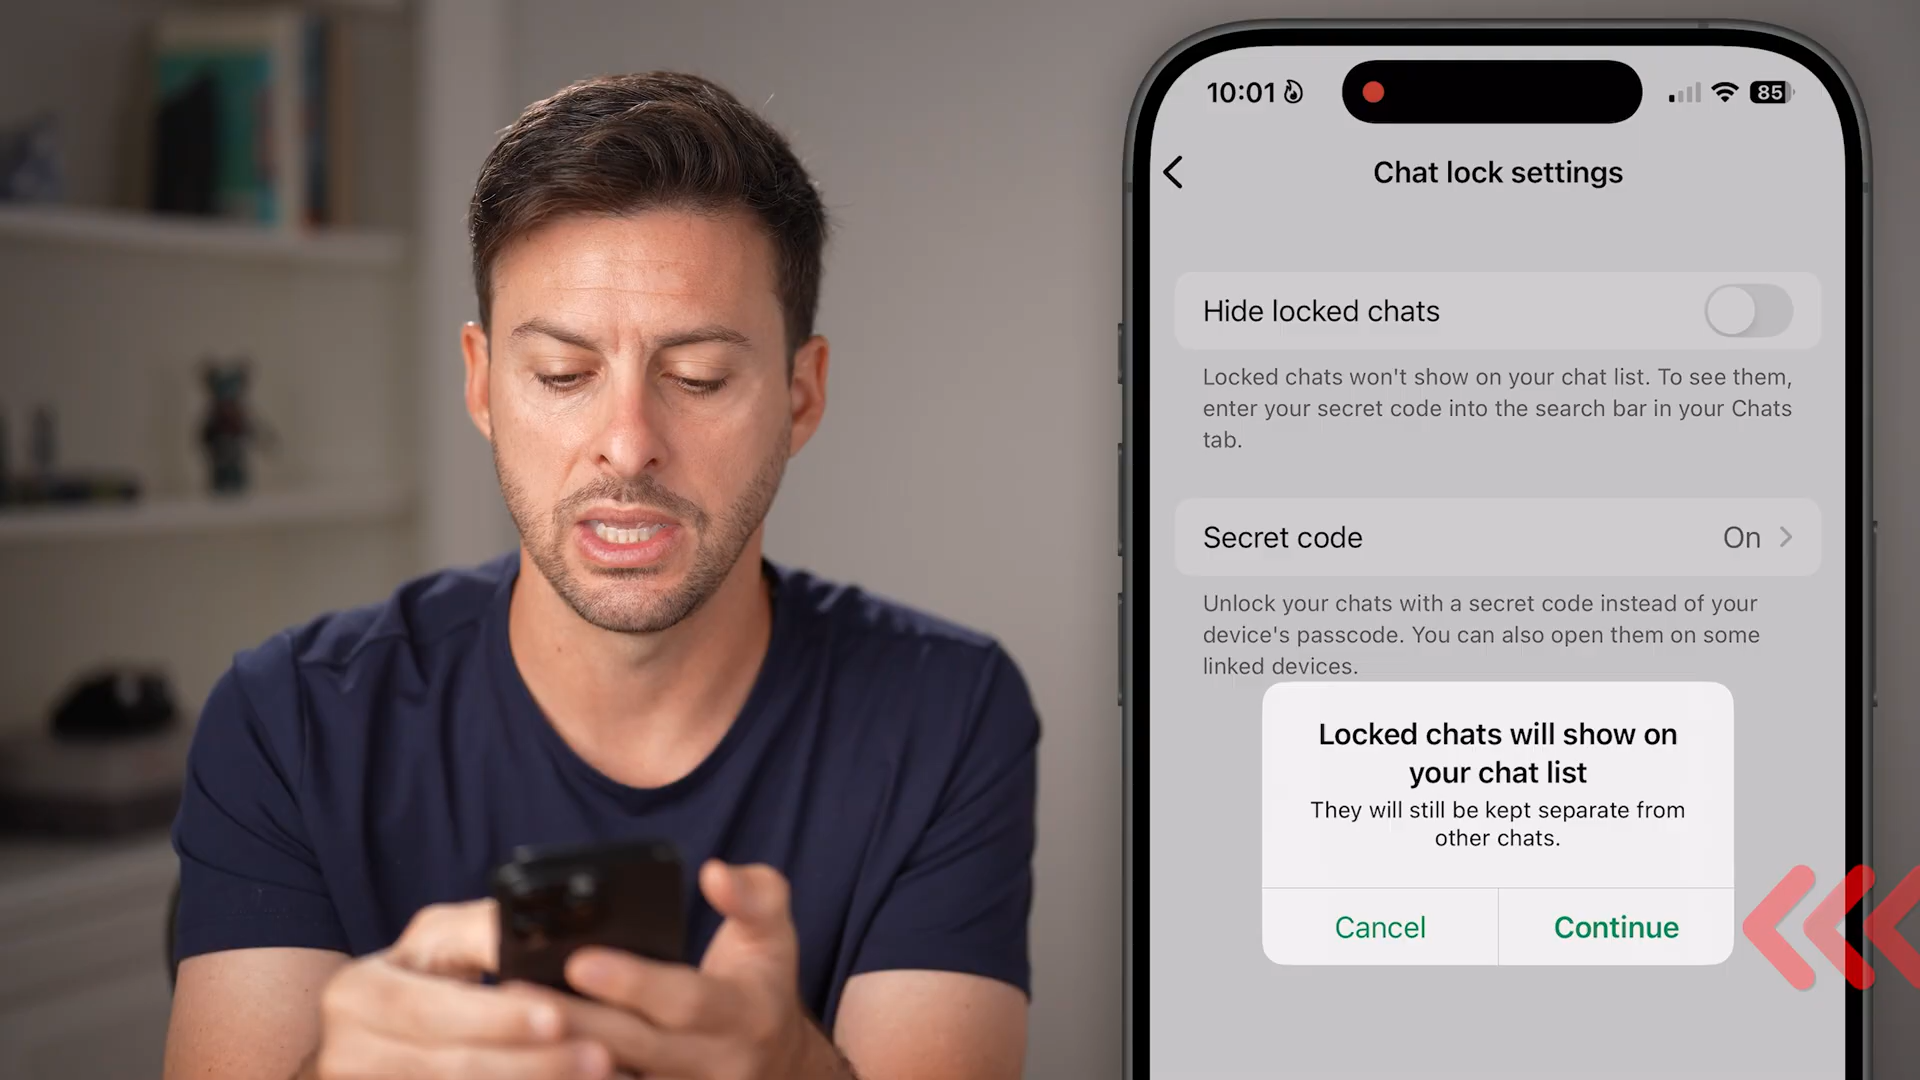 10:01
85
Chat lock settings
Hide locked chats
Locked chats won't show on your chat list. To see them,
enter your secret code into the search bar in your Chats
tab.
Secret code On
Unlock your chats with a secret code instead of your
device's passcode. You can also open them on some
linked devices.
Locked chats will show on
your chat list
They will still be kept separate from
other chats.
Cancel Continue